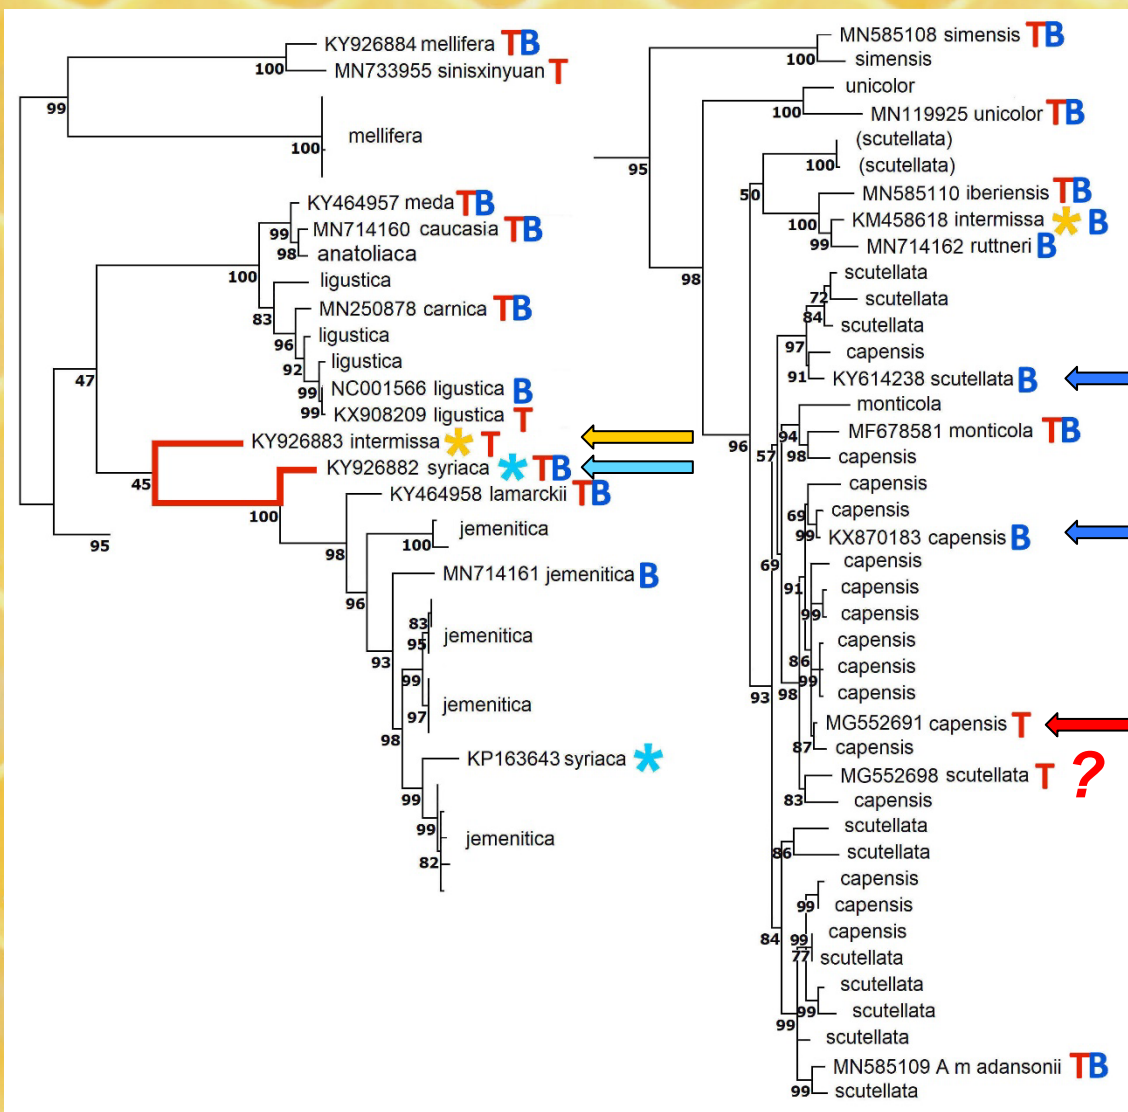 KY926884 mellifera TB
100
MN733955 sinisxinyuan T
99
mellifera
100
KY464957 meda TB
MN714160 caucasia TB
99
98
anatoliaca
100
ligustica
MN250878 carnica TB
83
ligustica
96
ligustica
92
NC001566 ligustica B
99
KX908209 ligustica T
99
47
KY926883 intermissa * T
KY926882 syriaca * TB
45
KY464958 lamarckii TB
100
jemenitica
95
100
98
MN714161 jemenitica B
96
83
jemenitica
95
93
99
jemenitica
97
98
KP163643 syriaca *
99
99
jemenitica
82
MN585108 simensis TB
100
simensis
unicolor
100
MN119925 unicolor TB
(scutellata)
95
100
(scutellata)
50
MN585110 iberiensis TB
100
KM458618 intermissa * B
99
MN714162 ruttneri B
98
scutellata
72
scutellata
84
scutellata
97
capensis
91
KY614238 scutellata B
monticola
94
MF678581 monticola TB
96
57
98
capensis
capensis
69
capensis
99
KX870183 capensis B
69
capensis
91
capensis
99
capensis
capensis
86
capensis
99
93
98
capensis
MG552691 capensis T
87
capensis
MG552698 scutellata T ?
83
capensis
scutellata
86
scutellata
capensis
99
capensis
84
99
capensis
77
scutellata
scutellata
99
scutellata
99
scutellata
MN585109 A m adansonii TB
99
scutellata